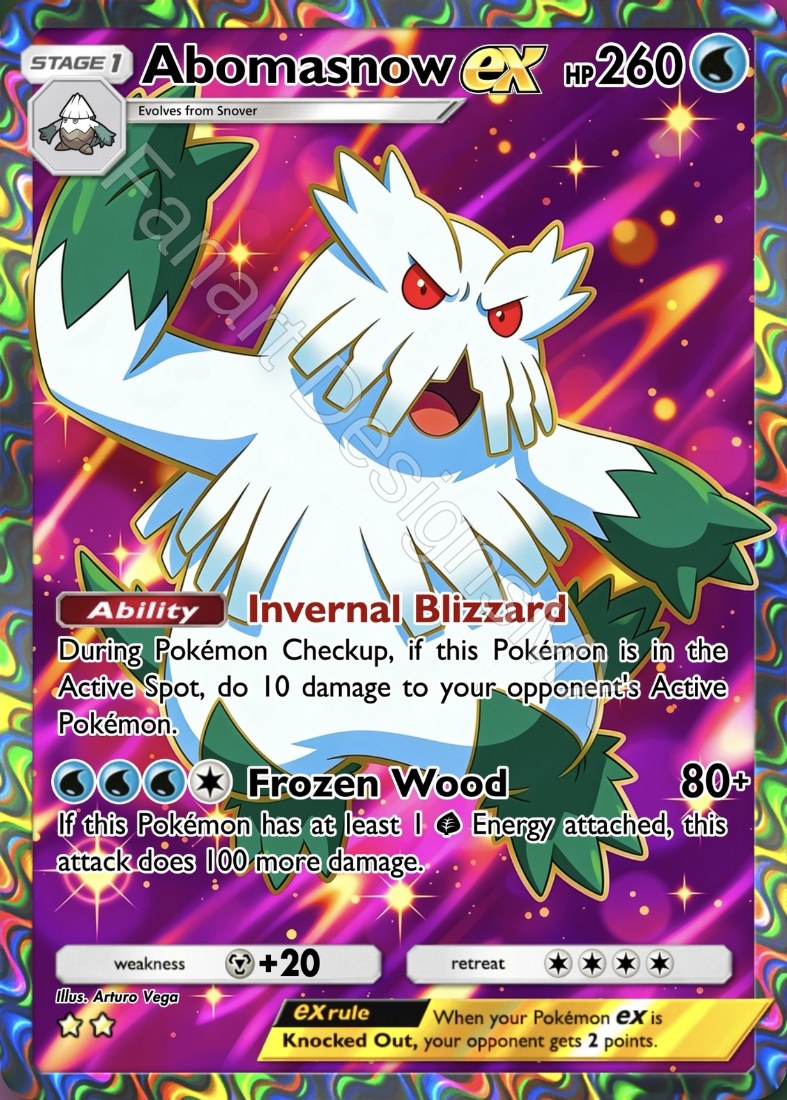 STAGE 1 Abomasnow ex HP 260
Evolves from Snover
Fanart Designs
Ability Invernal Blizzard
During Pokémon Checkup, if this Pokémon is in the
Active Spot, do 10 damage to your opponent's Active
Pokémon.
Frozen Wood 80+
If this Pokémon has at least 1 Energy attached, this
attack does 100 more damage.
weakness +20 retreat
Illus. Arturo Vega
ex rule When your Pokémon ex is
Knocked Out, your opponent gets 2 points.